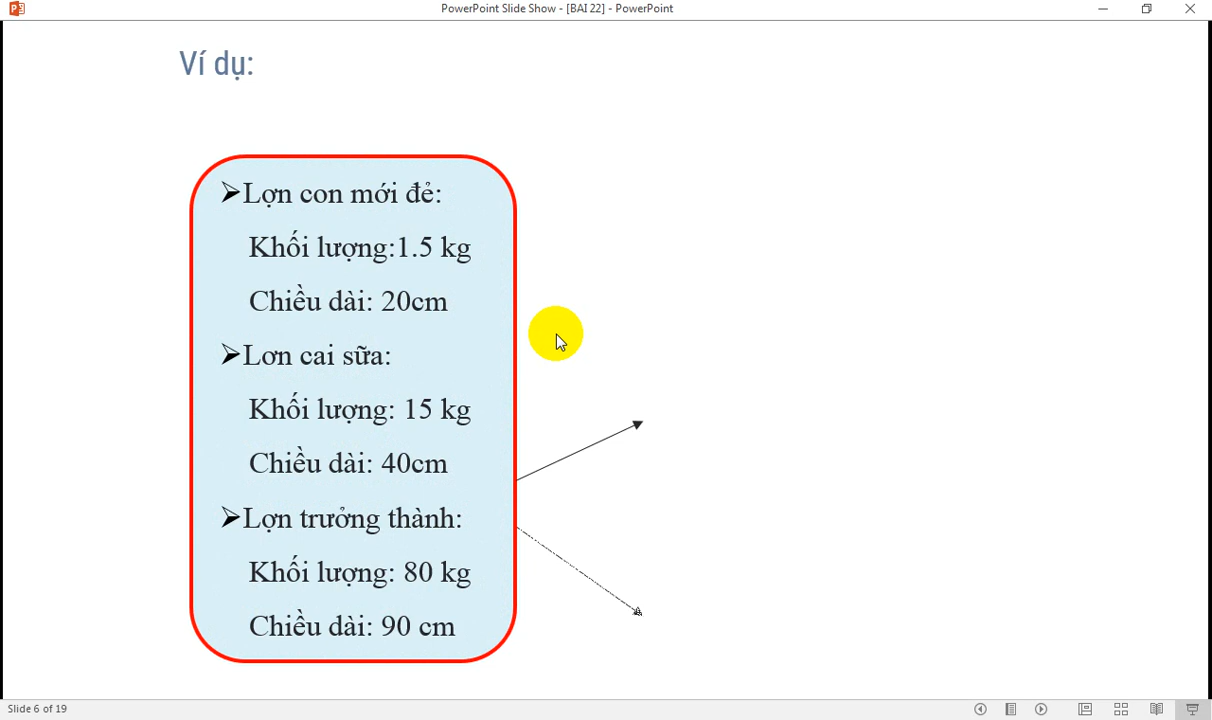 PowerPoint Slide Show - [BAI 22] - PowerPoint
Ví dụ:
➢Lợn con mới đẻ:
Khối lượng:1.5 kg
Chiều dài: 20cm
➢Lơn cai sữa:
Khối lượng: 15 kg
Chiều dài: 40cm
➢Lợn trưởng thành:
Khối lượng: 80 kg
Chiều dài: 90 cm
Slide 6 of 19